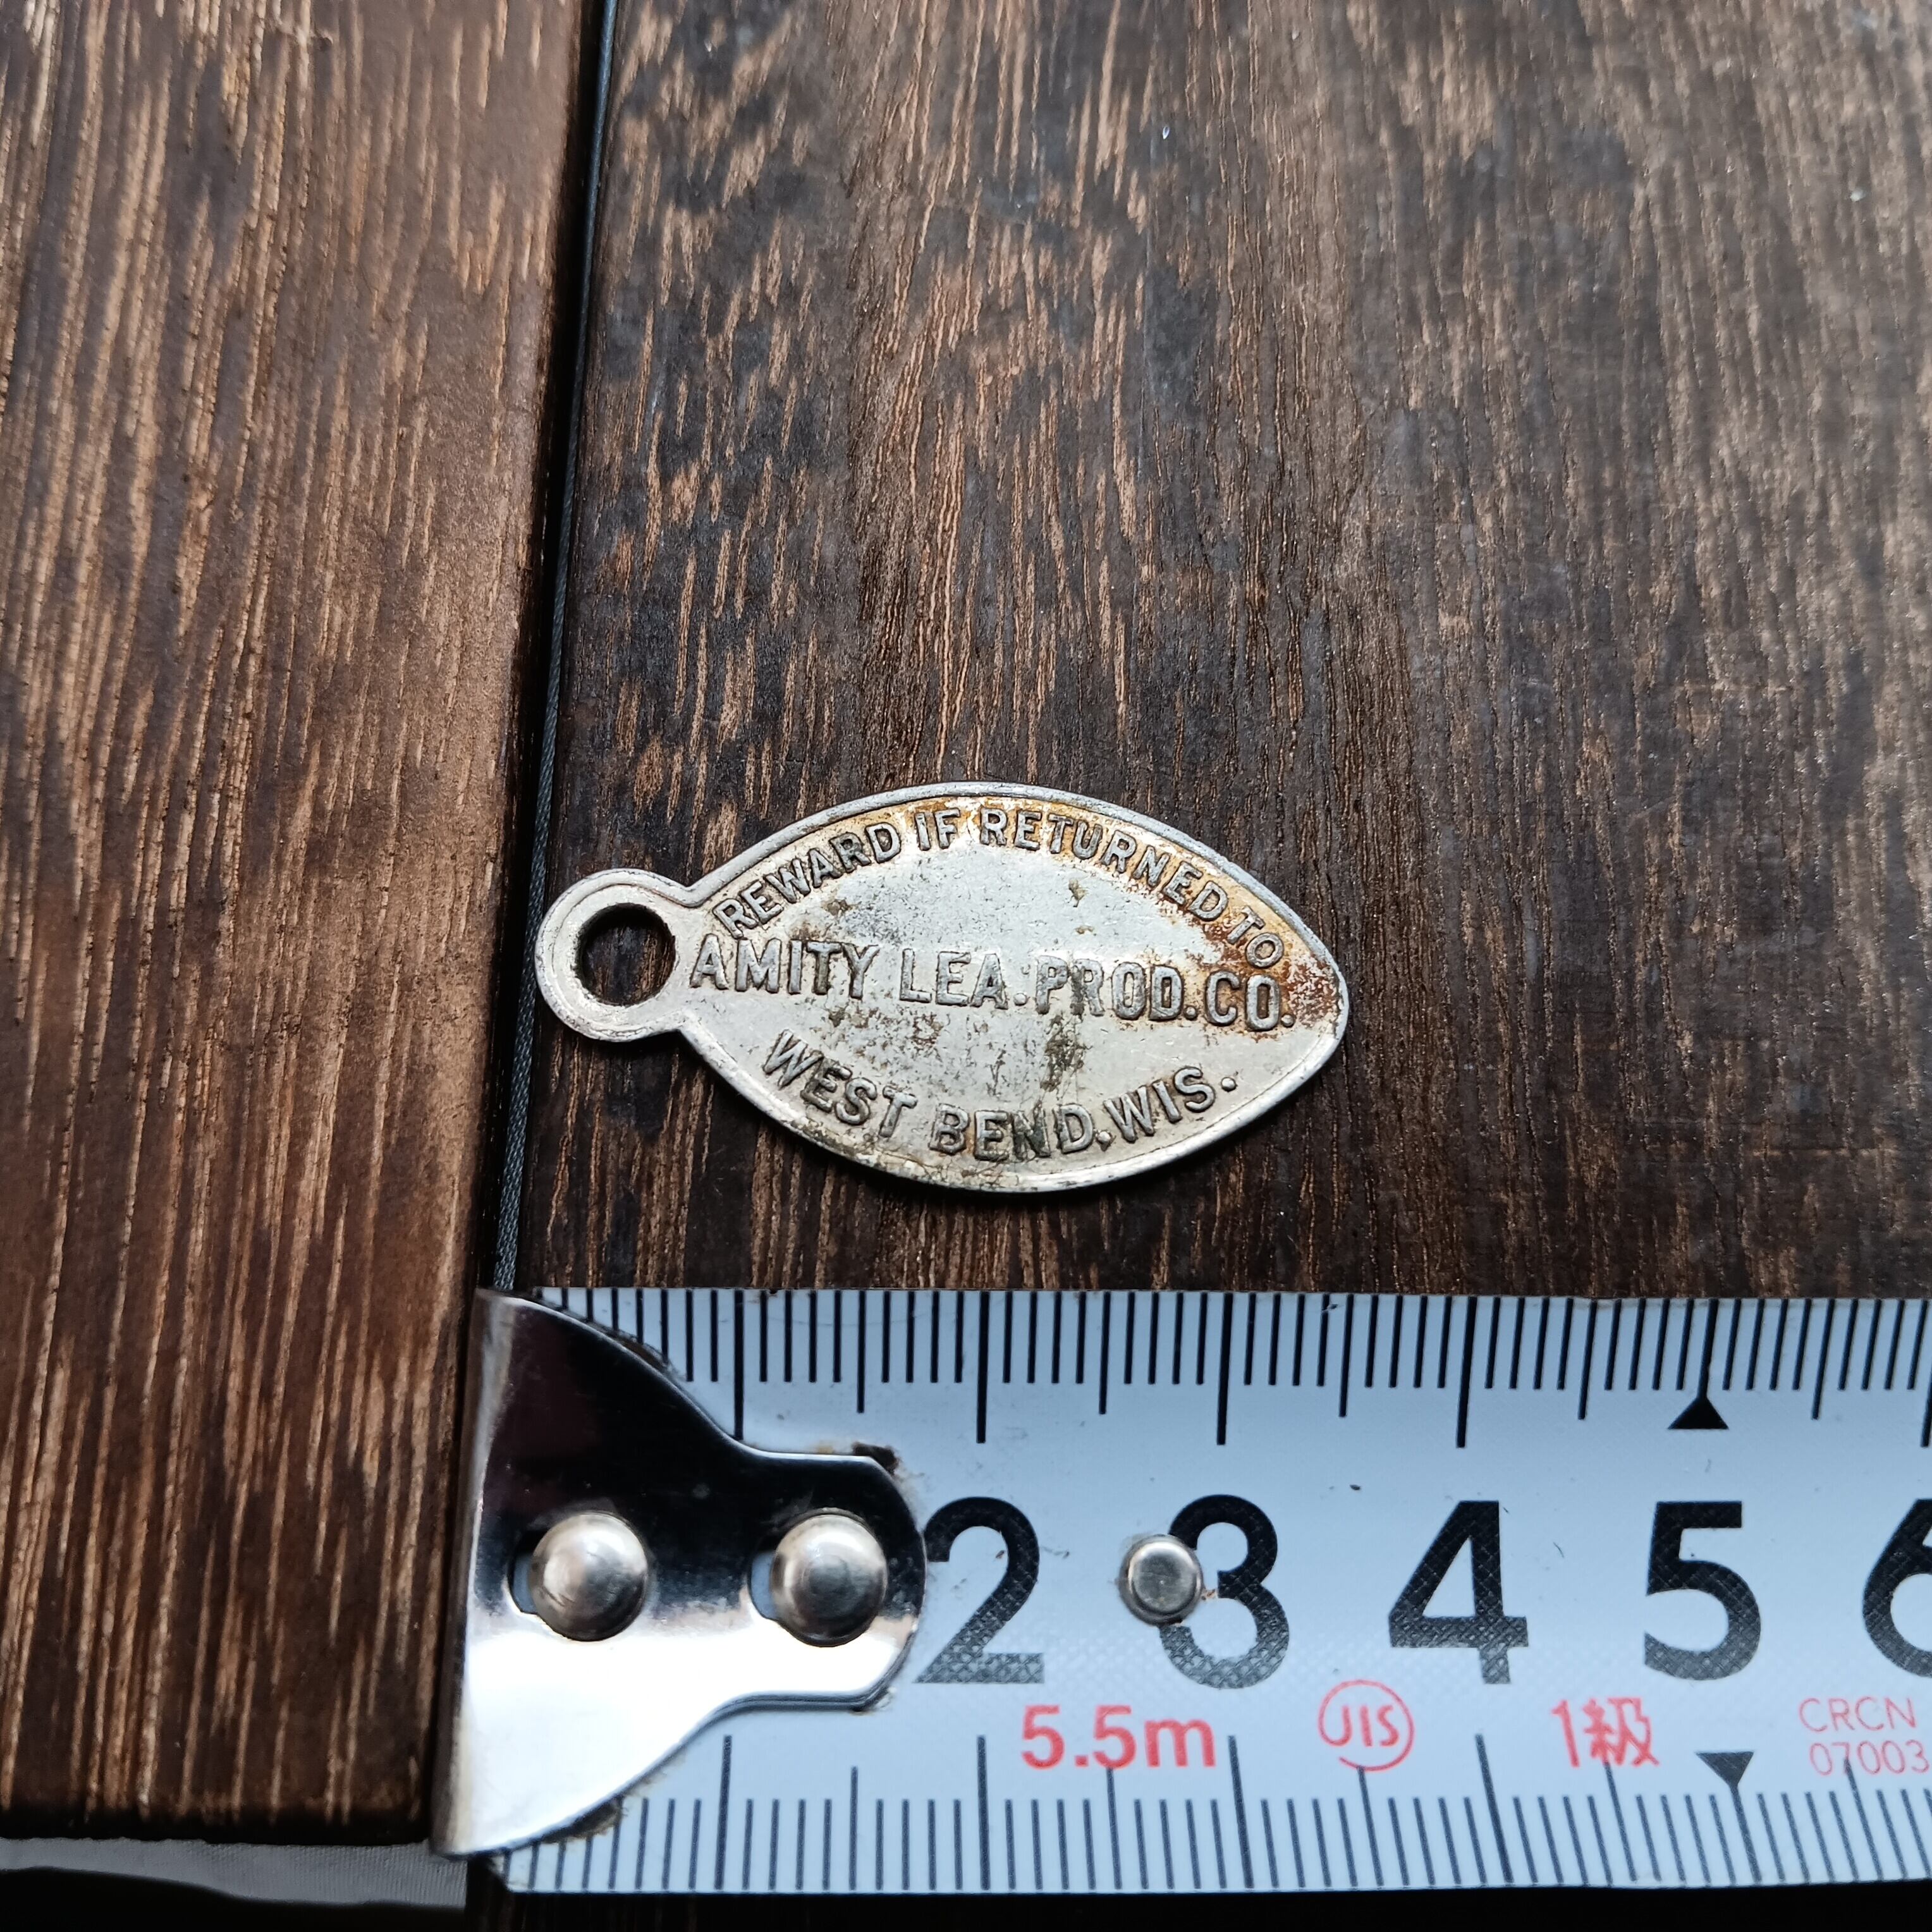 REWARD IF RETURNED TO
AMITY LEA. PROD. CO.
WEST BEND. WIS.
2 3 4 5 6
5.5m JIS 1級 CRCN
07003